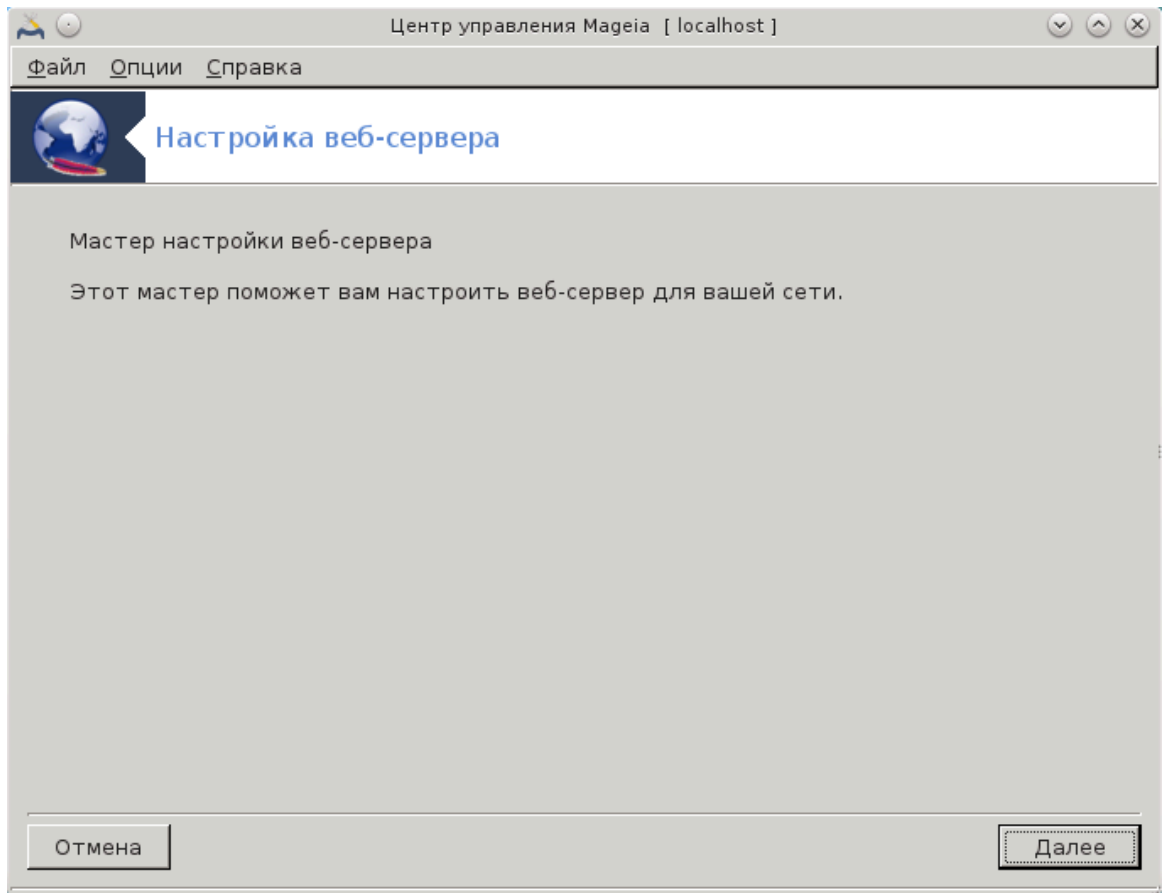 Центр управления Mageia [ localhost ]
Файл Опции Справка
Настройка веб-сервера
Мастер настройки веб-сервера
Этот мастер поможет вам настроить веб-сервер для вашей сети.
Отмена Далее